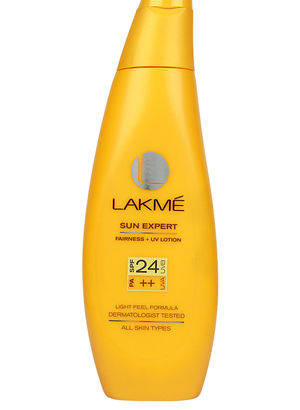 LAKMÉ
SUN EXPERT
FAIRNESS + UV LOTION
SPF 24 UVB
PA ++ UVA
LIGHT FEEL FORMULA
DERMATOLOGIST TESTED
ALL SKIN TYPES